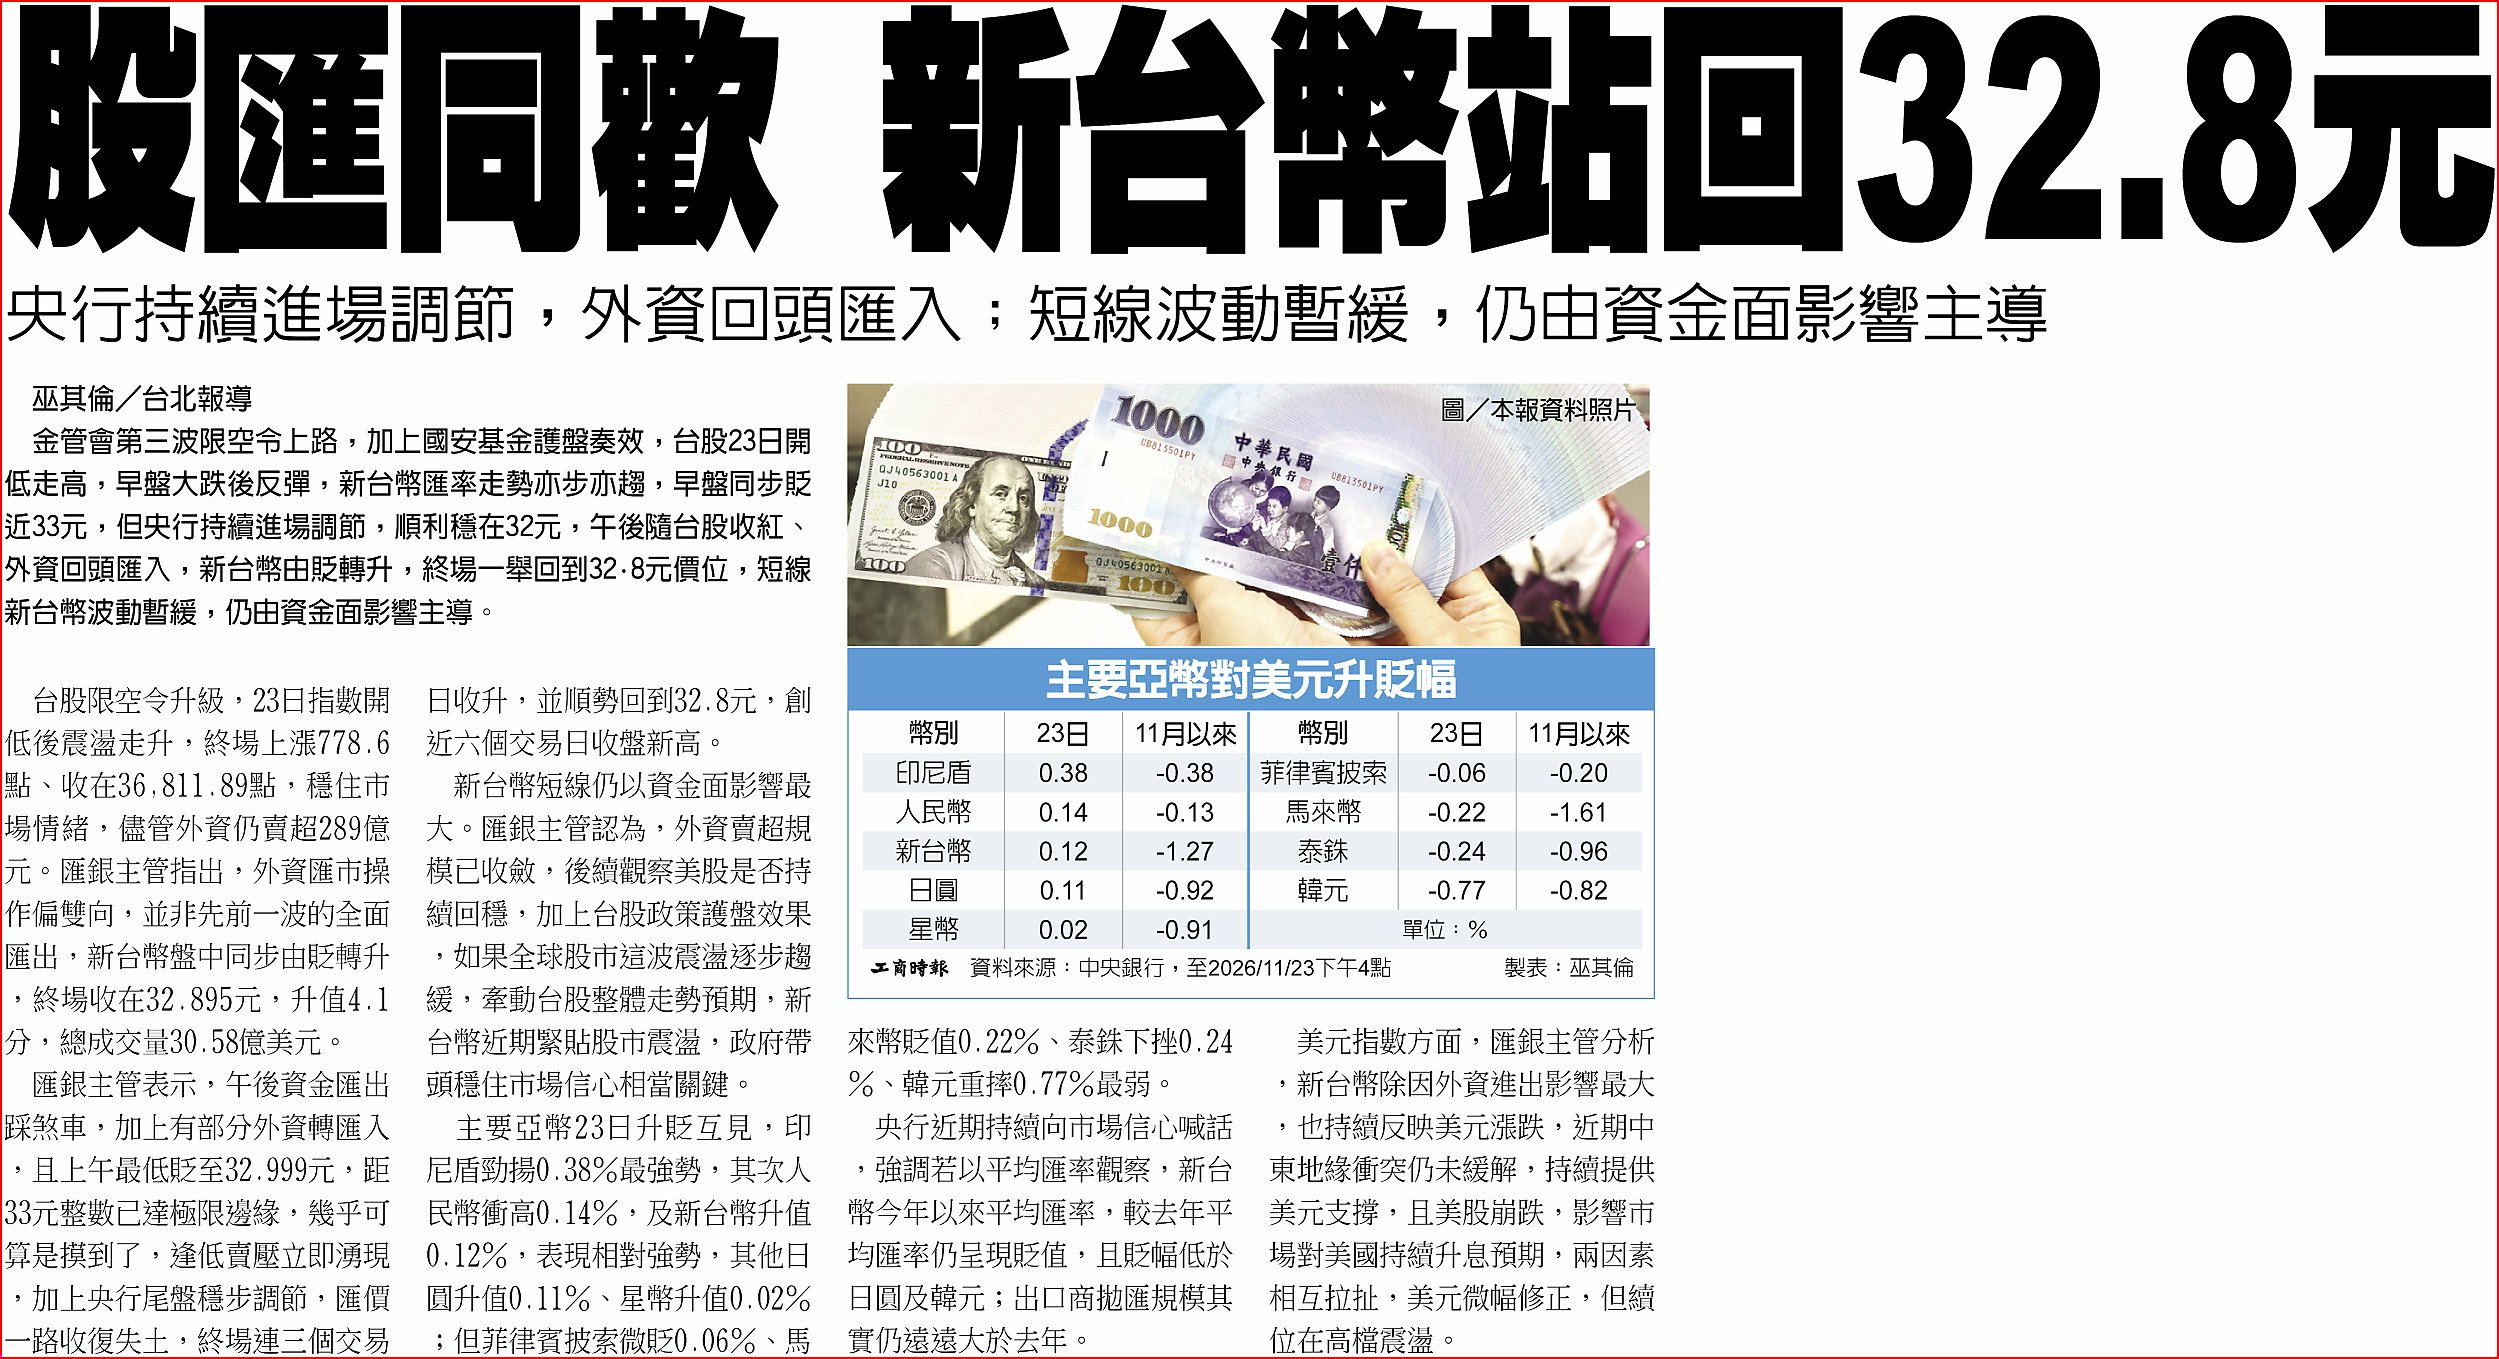 股匯同歡 新台幣站回32.8元
央行持續進場調節，外資回頭匯入；短線波動暫緩，仍由資金面影響主導
巫其倫／台北報導
金管會第三波限空令上路，加上國安基金護盤奏效，台股23日開
低走高，早盤大跌後反彈，新台幣匯率走勢亦步亦趨，早盤同步貶
近33元，但央行持續進場調節，順利穩在32元，午後隨台股收紅、
外資回頭匯入，新台幣由貶轉升，終場一舉回到32.8元價位，短線
新台幣波動暫緩，仍由資金面影響主導。
台股限空令升級，23日指數開
低後震盪走升，終場上漲778.6
點、收在36,811.89點，穩住市
場情緒，儘管外資仍賣超289億
元。匯銀主管指出，外資匯市操
作偏雙向，並非先前一波的全面
匯出，新台幣盤中同步由貶轉升
，終場收在32.895元，升值4.1
分，總成交量30.58億美元。
匯銀主管表示，午後資金匯出
踩煞車，加上有部分外資轉匯入
，且上午最低貶至32.999元，距
33元整數已達極限邊緣，幾乎可
算是摸到了，逢低賣壓立即湧現
，加上央行尾盤穩步調節，匯價
一路收復失土，終場連三個交易
日收升，並順勢回到32.8元，創
近六個交易日收盤新高。
新台幣短線仍以資金面影響最
大。匯銀主管認為，外資賣超規
模已收斂，後續觀察美股是否持
續回穩，加上台股政策護盤效果
，如果全球股市這波震盪逐步趨
緩，牽動台股整體走勢預期，新
台幣近期緊貼股市震盪，政府帶
頭穩住市場信心相當關鍵。
主要亞幣23日升貶互見，印
尼盾勁揚0.38%最強勢，其次人
民幣衝高0.14%，及新台幣升值
0.12%，表現相對強勢，其他日
圓升值0.11%、星幣升值0.02%
；但菲律賓披索微貶0.06%、馬
圖／本報資料照片
1000
UB813501PY
中華民國
中央銀行
UB813501PY
1000
壹仟
100
FEDERAL RESERVE NOTE
QJ40563001A
J10
QJ40563001A
100
100
主要亞幣對美元升貶幅
幣別 23日 11月以來 幣別 23日 11月以來
印尼盾 0.38 -0.38 菲律賓披索 -0.06 -0.20
人民幣 0.14 -0.13 馬來幣 -0.22 -1.61
新台幣 0.12 -1.27 泰銖 -0.24 -0.96
日圓 0.11 -0.92 韓元 -0.77 -0.82
星幣 0.02 -0.91 單位：%
工商時報 資料來源：中央銀行，至2026/11/23下午4點 製表：巫其倫
來幣貶值0.22%、泰銖下挫0.24
%、韓元重摔0.77%最弱。
央行近期持續向市場信心喊話
，強調若以平均匯率觀察，新台
幣今年以來平均匯率，較去年平
均匯率仍呈現貶值，且貶幅低於
日圓及韓元；出口商拋匯規模其
實仍遠遠大於去年。
美元指數方面，匯銀主管分析
，新台幣除因外資進出影響最大
，也持續反映美元漲跌，近期中
東地緣衝突仍未緩解，持續提供
美元支撐，且美股崩跌，影響市
場對美國持續升息預期，兩因素
相互拉扯，美元微幅修正，但續
位在高檔震盪。